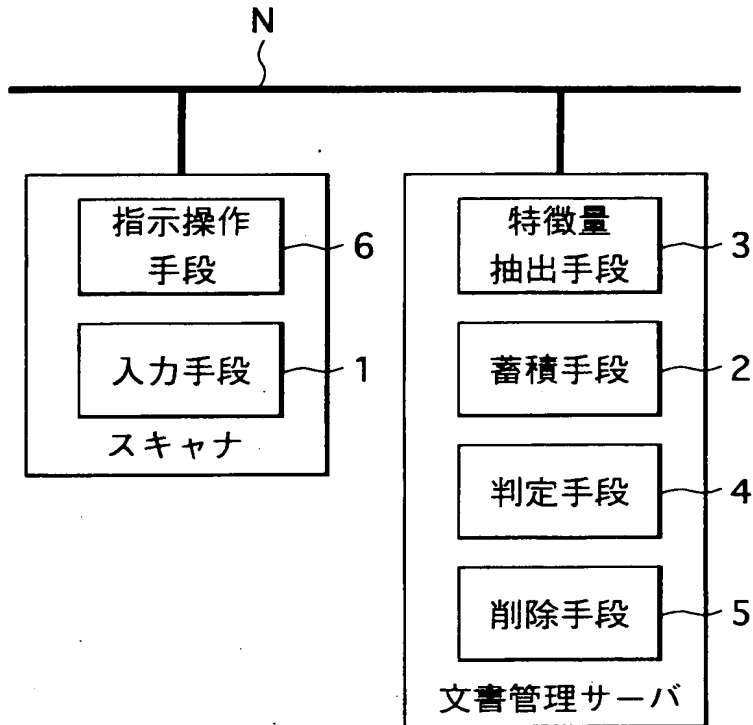 N
指示操作
手段
6
入力手段
1
スキャナ
特徴量
抽出手段
3
蓄積手段
2
判定手段
4
削除手段
5
文書管理サーバ